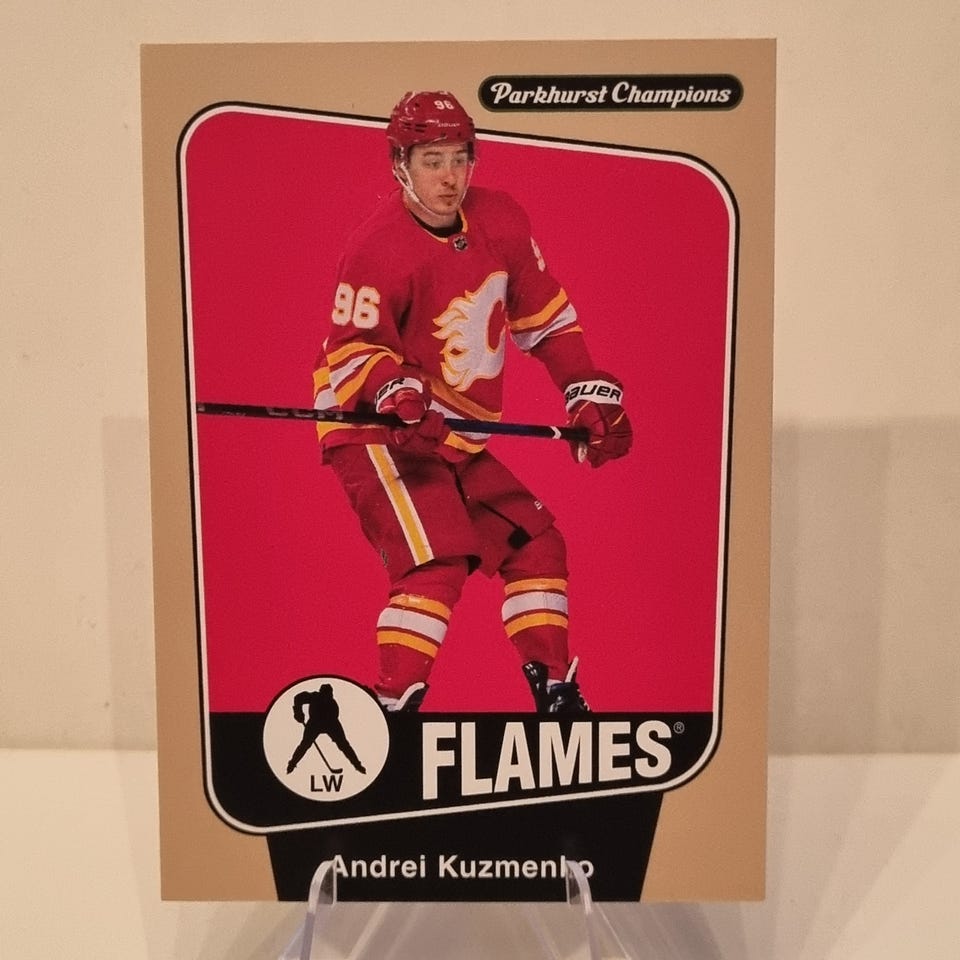 Parkhurst Champions
96
96
BAUER
LW
FLAMES®
Andrei Kuzmenko